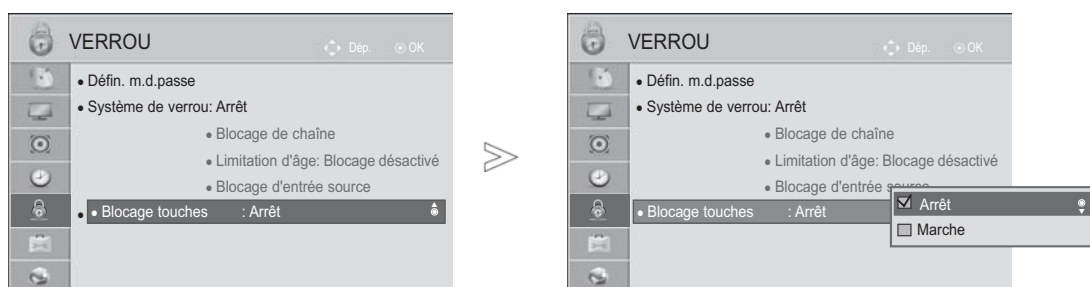 VERROU
Dép. OK
• Défin. m.d.passe
• Système de verrou: Arrêt
• Blocage de chaîne
• Limitation d'âge: Blocage désactivé
• Blocage d'entrée source
• • Blocage touches : Arrêt
VERROU
Dép. OK
• Défin. m.d.passe
• Système de verrou: Arrêt
• Blocage de chaîne
• Limitation d'âge: Blocage désactivé
• Blocage d'entrée source
• Blocage touches : Arrêt
Arrêt
Marche